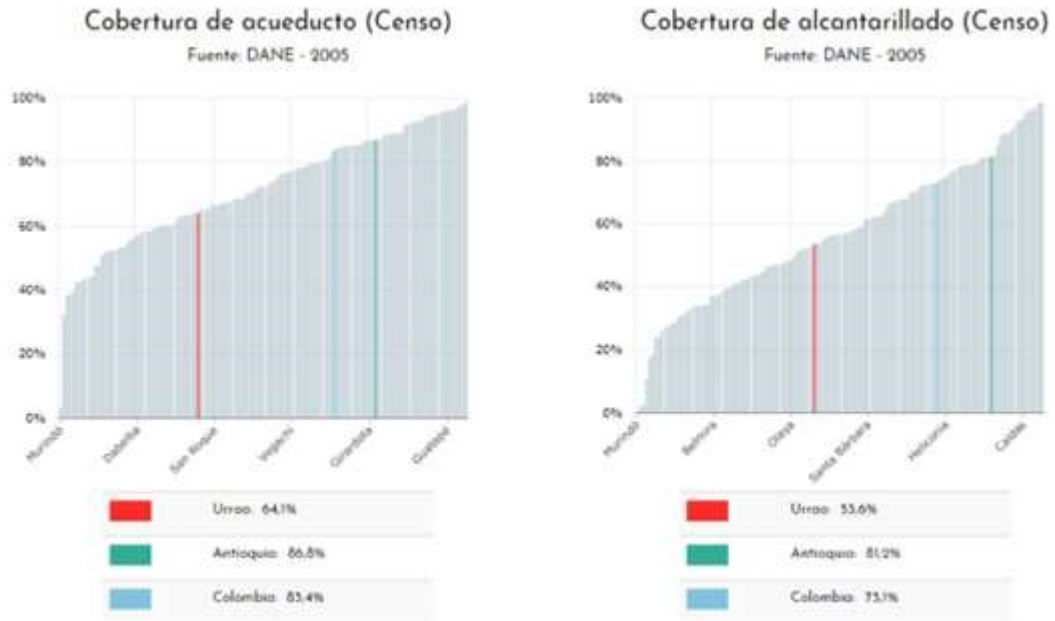 Cobertura de acueducto (Censo)
Fuente: DANE - 2005
100%
80%
60%
40%
20%
0%
Murindó
Dabeiba
San Roque
Vegachí
Girardota
Guatapé
Urrao: 64,1%
Antioquia: 86,8%
Colombia: 83,4%
Cobertura de alcantarillado (Censo)
Fuente: DANE - 2005
100%
80%
60%
40%
20%
0%
Murindó
Belmira
Olaya
Santa Bárbara
Heliconia
Caldas
Urrao: 53,6%
Antioquia: 81,2%
Colombia: 73,1%